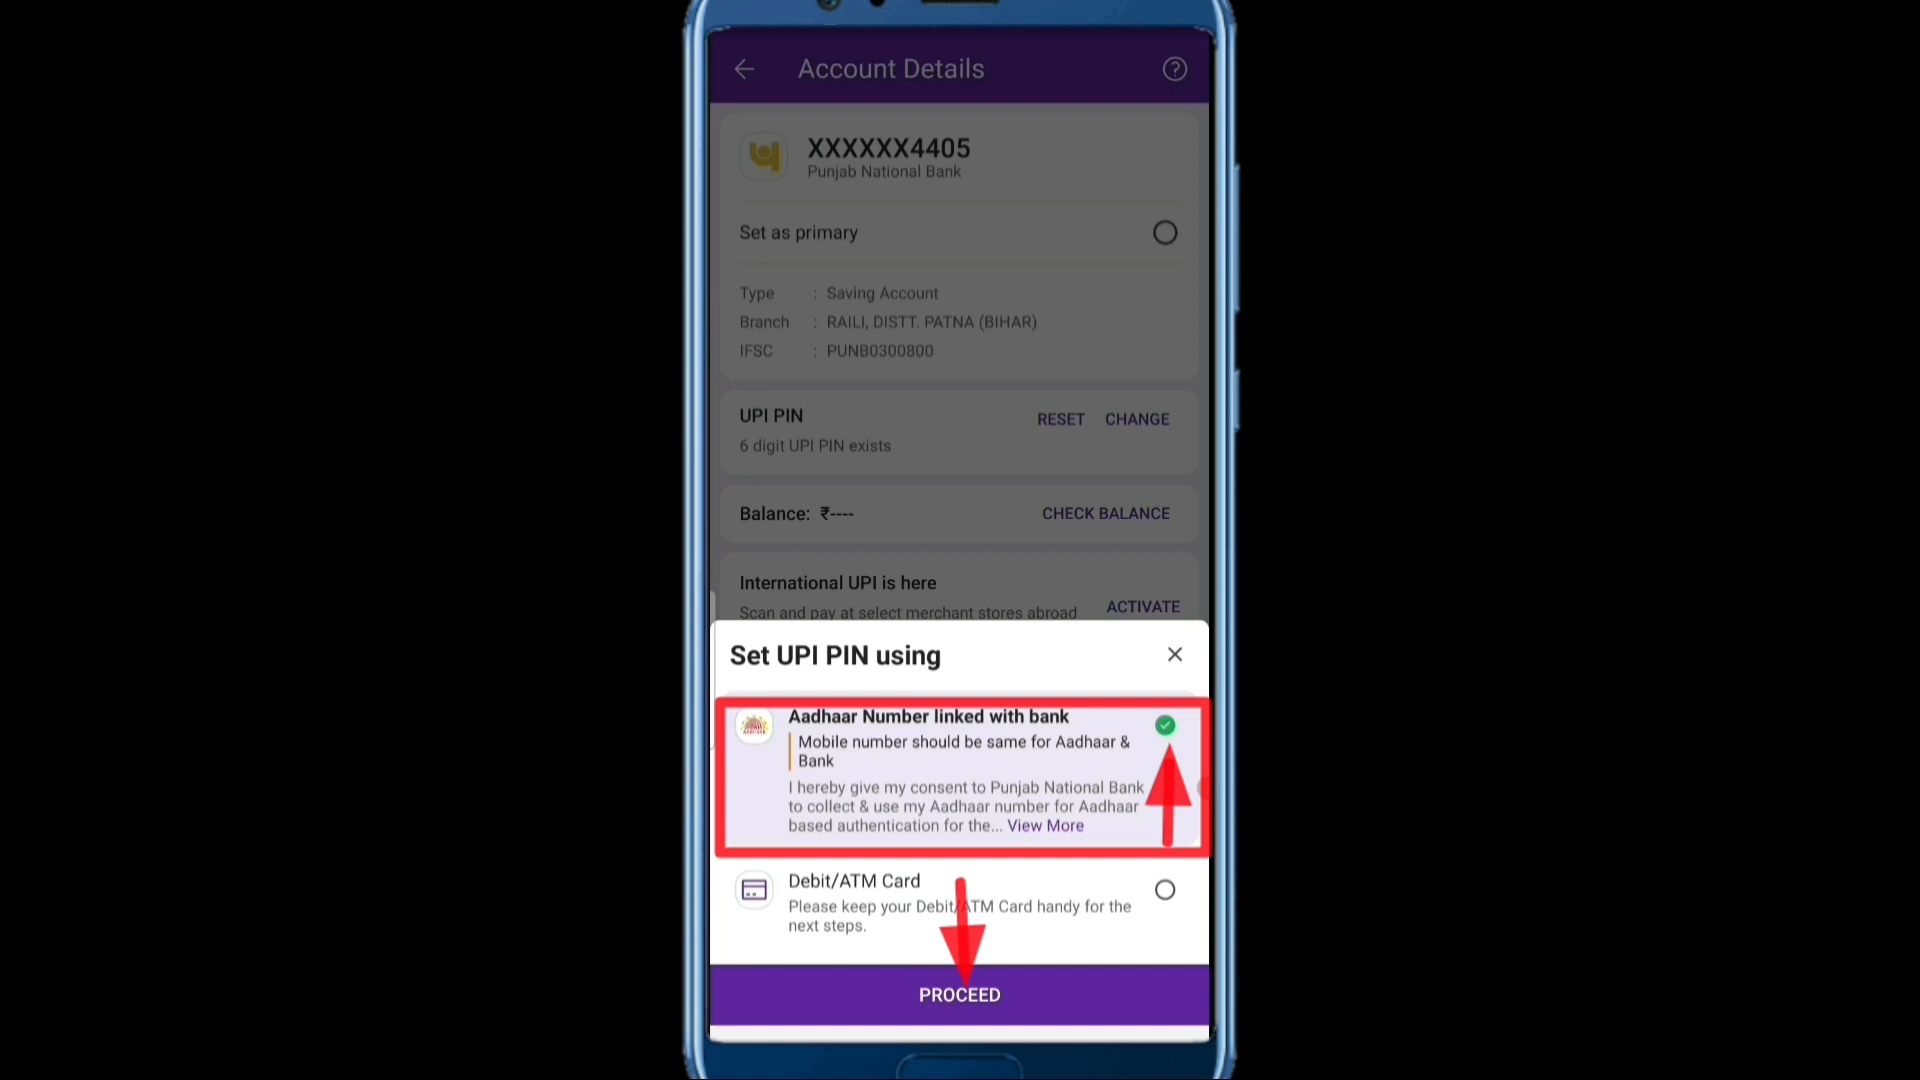 Account Details
XXXXXX4405
Punjab National Bank
Set as primary
Type : Saving Account
Branch : RAILI, DISTT. PATNA (BIHAR)
IFSC : PUNB0300800
UPI PIN
RESET CHANGE
6 digit UPI PIN exists
Balance: ₹----
CHECK BALANCE
International UPI is here
Scan and pay at select merchant stores abroad
ACTIVATE
Set UPI PIN using
Aadhaar Number linked with bank
Mobile number should be same for Aadhaar &
Bank
I hereby give my consent to Punjab National Bank
to collect & use my Aadhaar number for Aadhaar
based authentication for the... View More
Debit/ATM Card
Please keep your Debit/ATM Card handy for the
next steps.
PROCEED